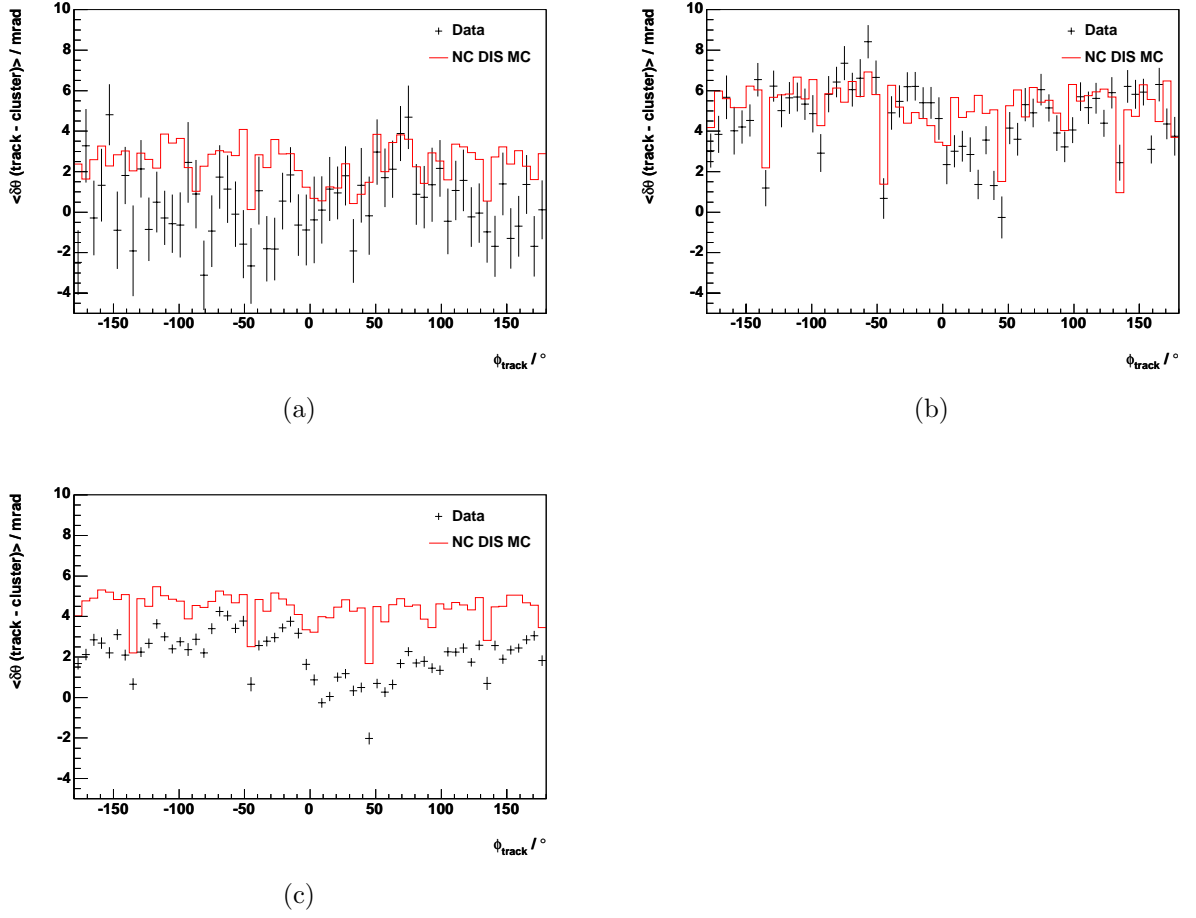 <δθ (track - cluster)> / mrad
10
8
6
4
2
0
-2
-4
Data
NC DIS MC
-150 -100 -50 0 50 100 150
ϕtrack / °
(a)
<δθ (track - cluster)> / mrad
10
8
6
4
2
0
-2
-4
Data
NC DIS MC
-150 -100 -50 0 50 100 150
ϕtrack / °
(b)
<δθ (track - cluster)> / mrad
10
8
6
4
2
0
-2
-4
Data
NC DIS MC
-150 -100 -50 0 50 100 150
ϕtrack / °
(c)